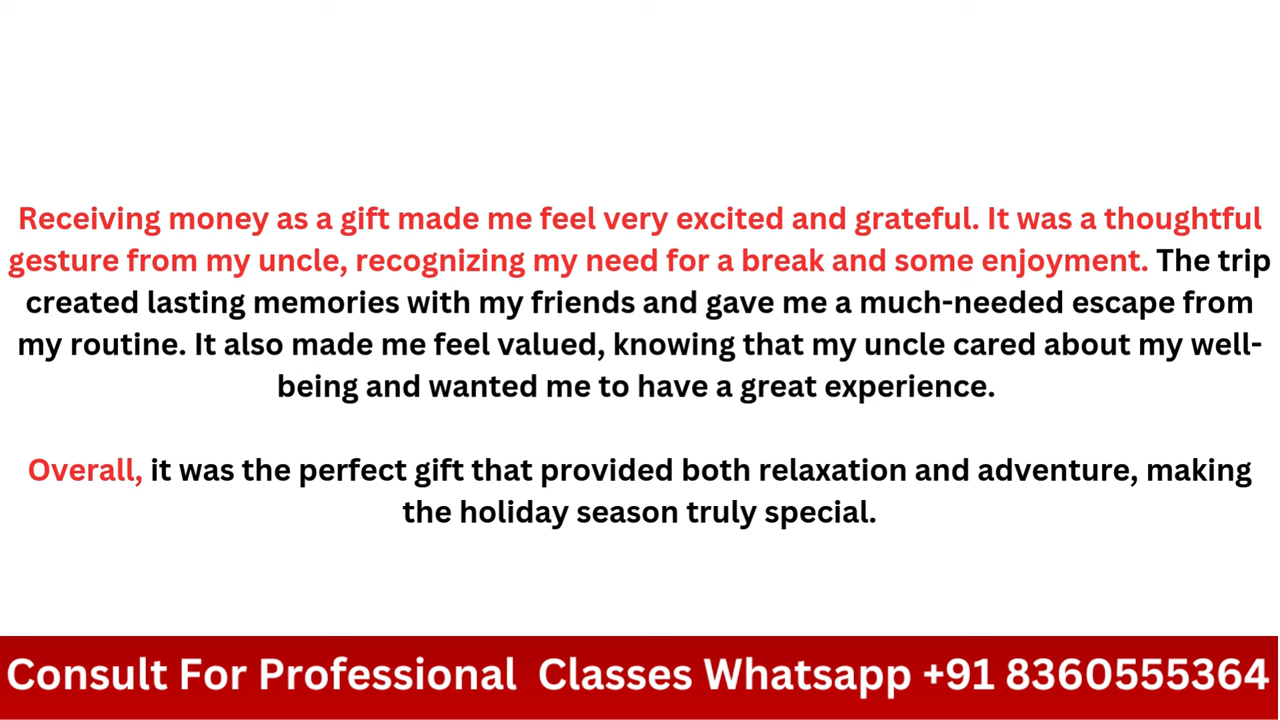 Receiving money as a gift made me feel very excited and grateful. It was a thoughtful
gesture from my uncle, recognizing my need for a break and some enjoyment. The trip
created lasting memories with my friends and gave me a much-needed escape from
my routine. It also made me feel valued, knowing that my uncle cared about my well-
being and wanted me to have a great experience.
Overall, it was the perfect gift that provided both relaxation and adventure, making
the holiday season truly special.
Consult For Professional Classes Whatsapp +91 8360555364